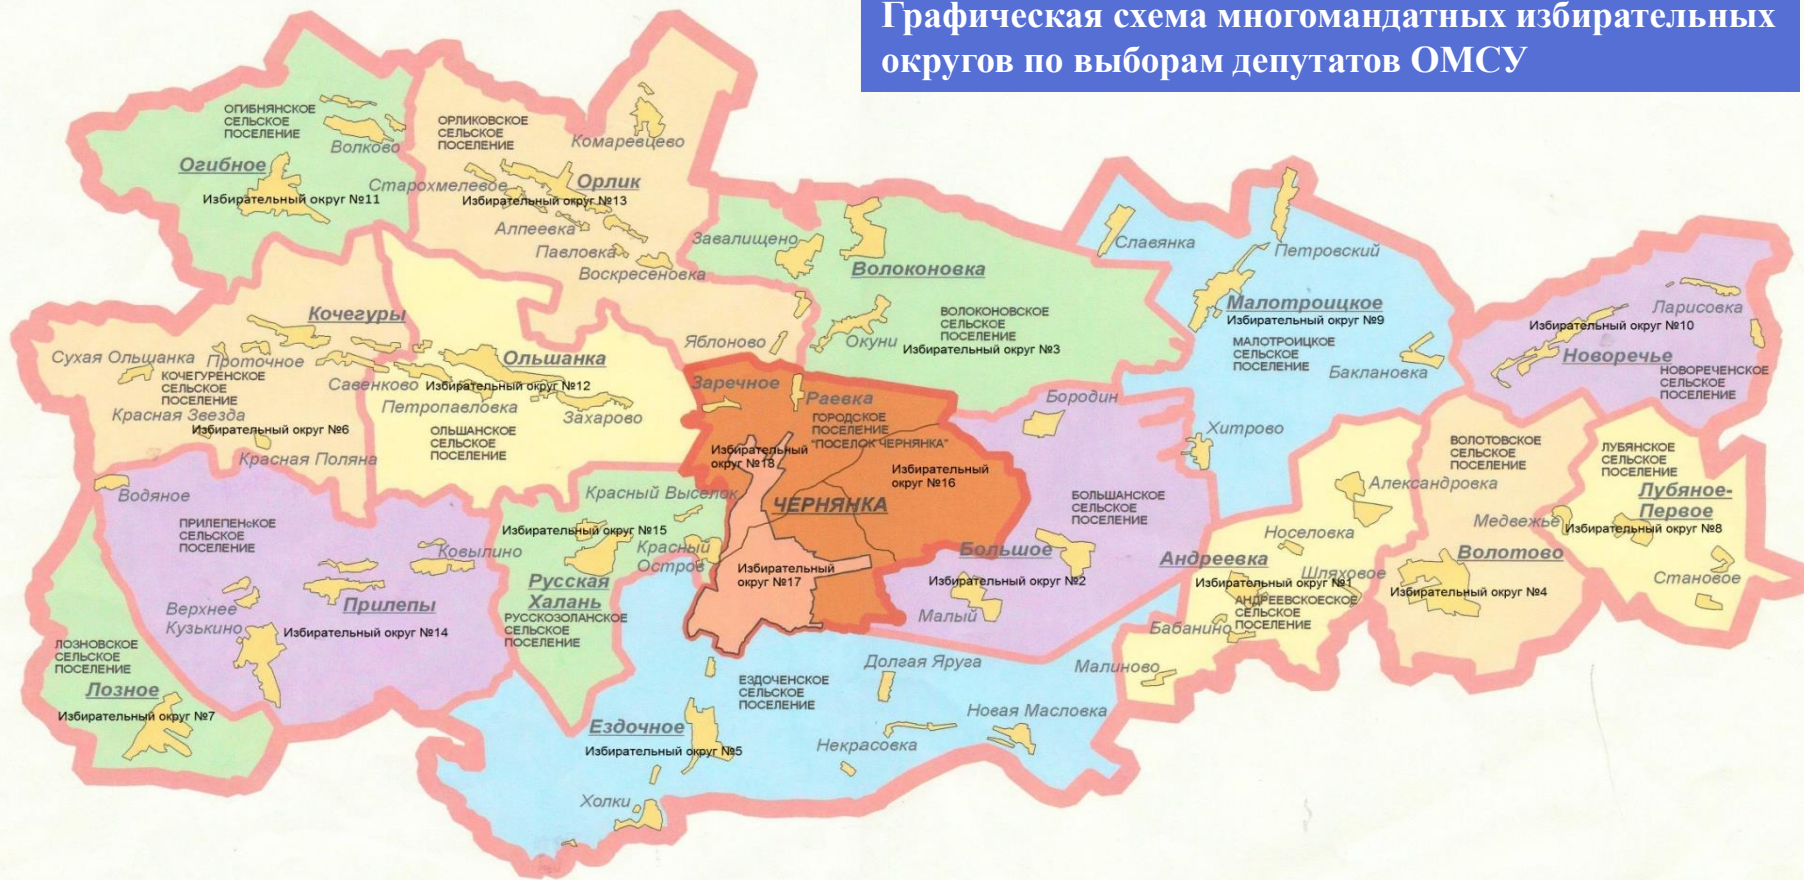 Графическая схема многомандатных избирательных
округов по выборам депутатов ОМСУ
ОГИБНЯНСКОЕ
СЕЛЬСКОЕ
ПОСЕЛЕНИЕ
Волково
Огибное
Избирательный округ №11
ОРЛИКОВСКОЕ
СЕЛЬСКОЕ
ПОСЕЛЕНИЕ
Комаревцево
Старохмелевое
Орлик
Избирательный округ №13
Алпеевка
Павловка
Воскресеновка
Яблоново
Завалищено
Волоконовка
ВОЛОКОНОВСКОЕ
СЕЛЬСКОЕ
ПОСЕЛЕНИЕ
Окуни
Избирательный округ №3
Славянка
Петровский
Малотроицкое
Избирательный округ №9
МАЛОТРОИЦКОЕ
СЕЛЬСКОЕ
ПОСЕЛЕНИЕ
Баклановка
Хитрово
Ларисовка
Избирательный округ №10
Новоречье
НОВОРЕЧЕНСКОЕ
СЕЛЬСКОЕ
ПОСЕЛЕНИЕ
Кочегуры
Сухая Ольшанка
Проточное
КОЧЕГУРЕНСКОЕ
СЕЛЬСКОЕ
ПОСЕЛЕНИЕ
Красная Звезда
Избирательный округ №6
Красная Поляна
Ольшанка
Савенково
Избирательный округ №12
Петропавловка
Захарово
ОЛЬШАНСКОЕ
СЕЛЬСКОЕ
ПОСЕЛЕНИЕ
Заречное
Раевка
ГОРОДСКОЕ
ПОСЕЛЕНИЕ
"ПОСЕЛОК ЧЕРНЯНКА"
Избирательный
округ №18
Избирательный
округ №16
ЧЕРНЯНКА
Избирательный
округ №17
Бородин
БОЛЬШАНСКОЕ
СЕЛЬСКОЕ
ПОСЕЛЕНИЕ
Большое
Избирательный округ №2
Малый
Александровка
Носеловка
Андреевка
Шляховое
Избирательный округ №1
АНДРЕЕВСКОЕСКОЕ
СЕЛЬСКОЕ
ПОСЕЛЕНИЕ
Бабанино
Малиново
ВОЛОТОВСКОЕ
СЕЛЬСКОЕ
ПОСЕЛЕНИЕ
Медвежье
Волотово
Избирательный округ №4
ЛУБЯНСКОЕ
СЕЛЬСКОЕ
ПОСЕЛЕНИЕ
Лубяное-
Первое
Избирательный округ №8
Становое
Водяное
ПРИЛЕПЕНсКОЕ
СЕЛЬСКОЕ
ПОСЕЛЕНИЕ
Ковылино
Верхнее
Кузькино
Прилепы
Избирательный округ №14
Красный Выселок
Избирательный округ №15
Красный
Остров
Русская
Халань
РУССКОЗОЛАНСКОЕ
СЕЛЬСКОЕ
ПОСЕЛЕНИЕ
ЛОЗНОВСКОЕ
СЕЛЬСКОЕ
ПОСЕЛЕНИЕ
Лозное
Избирательный округ №7
Долгая Яруга
ЕЗДОЧЕНСКОЕ
СЕЛЬСКОЕ
ПОСЕЛЕНИЕ
Новая Масловка
Ездочное
Избирательный округ №5
Некрасовка
Холки